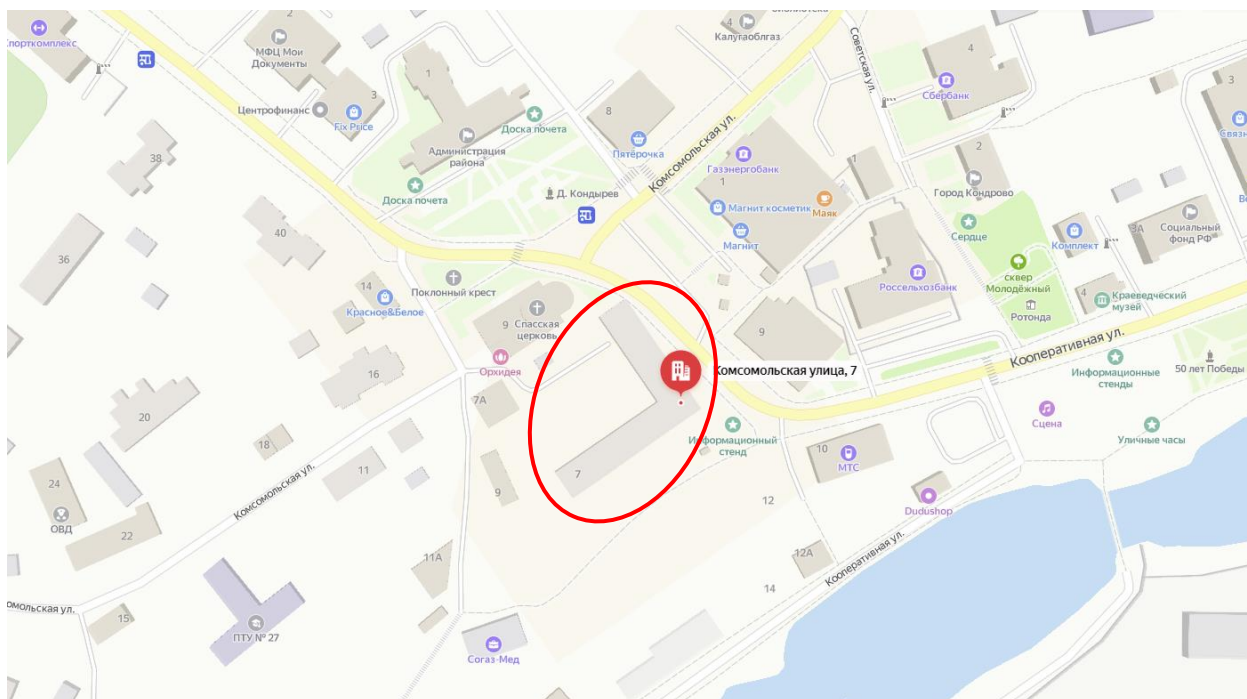 2
4
Калугаоблгаз
Спорткомплекс
МФЦ Мои
Документы
3
Центрофинанс
Fix Price
1
Администрация
района
Доска почета
Доска почета
8
Пятёрочка
Комсомольская ул.
Советская ул.
4
Сбербанк
3
Газэнергобанк
1
1
Магнит косметик
Маяк
Магнит
2
Город Кондрово
Сердце
Комплект
3А
Социальный
фонд РФ
38
Д. Кондырев
40
36
Поклонный крест
14
Красное&Белое
9
Спасская
церковь
Россельхозбанк
сквер
Молодёжный
Ротонда
4
Краеведческий
музей
9
Кооперативная ул.
Орхидея
16
7А
Комсомольская улица, 7
Информационные
стенды
50 лет Победы
20
18
Сцена
Уличные часы
Информационный
стенд
10
МТС
11
7
9
24
ОВД
22
Комсомольская ул.
12
Dudushop
11А
12А
Кооперативная ул.
14
омольская ул.
15
ПТУ № 27
Согаз-Мед